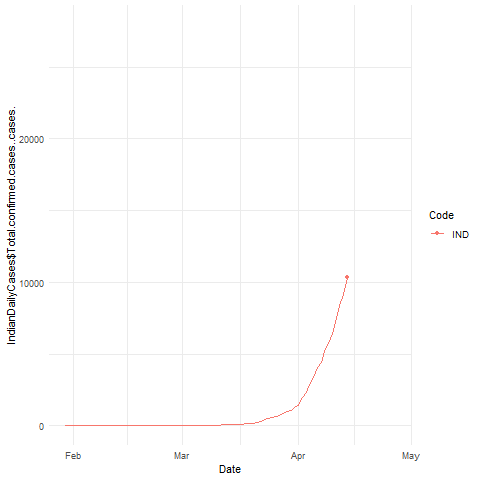 IndianDailyCases$Total.confirmed.cases..cases.
20000
10000
0
Feb
Mar
Apr
May
Date
Code
IND